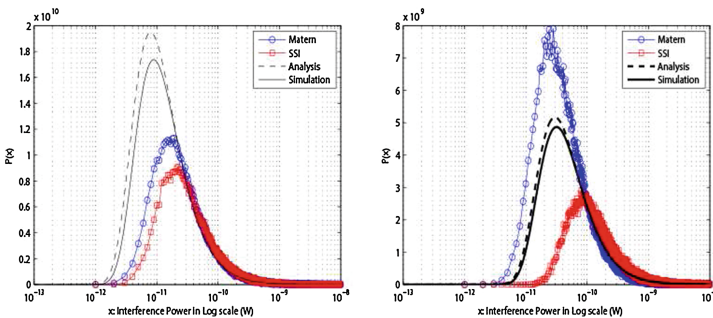 × 10^10
2
1.8
1.6
1.4
1.2
1
0.8
0.6
0.4
0.2
0
P(x)
Matern
SSI
Analysis
Simulation
10^-13
10^-12
10^-11
10^-10
10^-9
10^-8
x: Interference Power in Log scale (W)
× 10^9
8
7
6
5
4
3
2
1
0
P(x)
Matern
SSI
Analysis
Simulation
10^-13
10^-12
10^-11
10^-10
10^-9
x: Interference Power in Log scale (W)